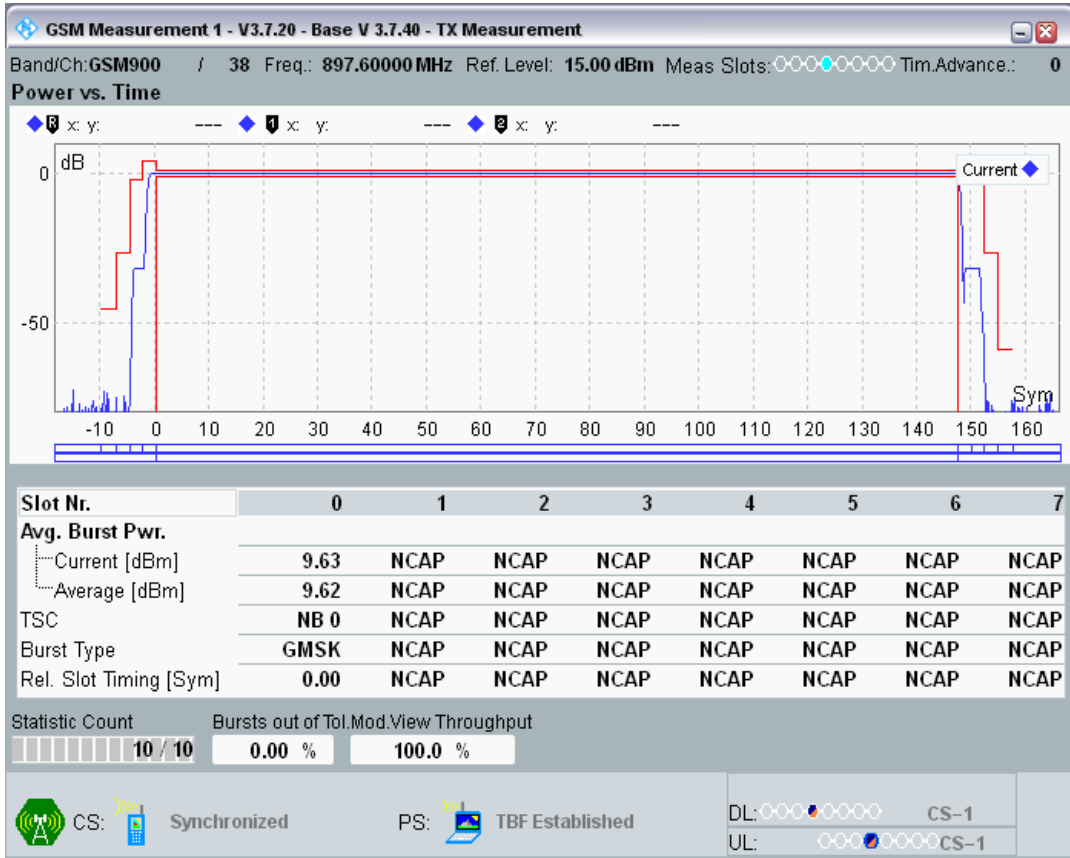 GSM Measurement 1 - V3.7.20 - Base V 3.7.40 - TX Measurement
Band/Ch:GSM900 / 38 Freq.: 897.60000 MHz Ref. Level: 15.00 dBm Meas Slots: Tim.Advance.: 0
Power vs. Time
R x: y: --- 1 x: y: --- 2 x: y: ---
dB
Current
0
-50
Sym
-10 0 10 20 30 40 50 60 70 80 90 100 110 120 130 140 150 160
Slot Nr. 0 1 2 3 4 5 6 7
Avg. Burst Pwr.
Current [dBm] 9.63 NCAP NCAP NCAP NCAP NCAP NCAP NCAP
Average [dBm] 9.62 NCAP NCAP NCAP NCAP NCAP NCAP NCAP
TSC NB 0 NCAP NCAP NCAP NCAP NCAP NCAP NCAP
Burst Type GMSK NCAP NCAP NCAP NCAP NCAP NCAP NCAP
Rel. Slot Timing [Sym] 0.00 NCAP NCAP NCAP NCAP NCAP NCAP NCAP
Statistic Count Bursts out of Tol.Mod.View Throughput
10 / 10 0.00 % 100.0 %
CS: Synchronized PS: TBF Established
DL: CS-1
UL: CS-1